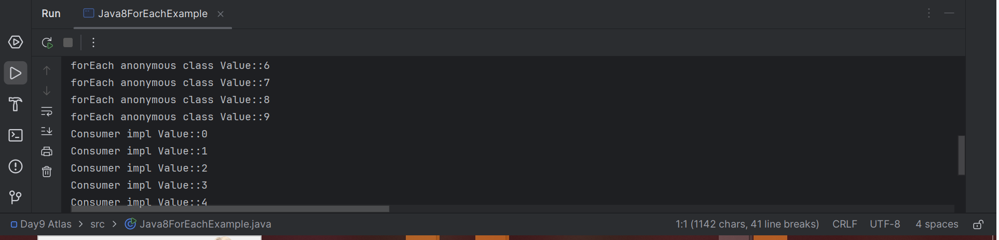 Run Java8ForEachExample
forEach anonymous class Value::6
forEach anonymous class Value::7
forEach anonymous class Value::8
forEach anonymous class Value::9
Consumer impl Value::0
Consumer impl Value::1
Consumer impl Value::2
Consumer impl Value::3
Consumer impl Value::4
Day9 Atlas > src > Java8ForEachExample.java 1:1 (1142 chars, 41 line breaks) CRLF UTF-8 4 spaces